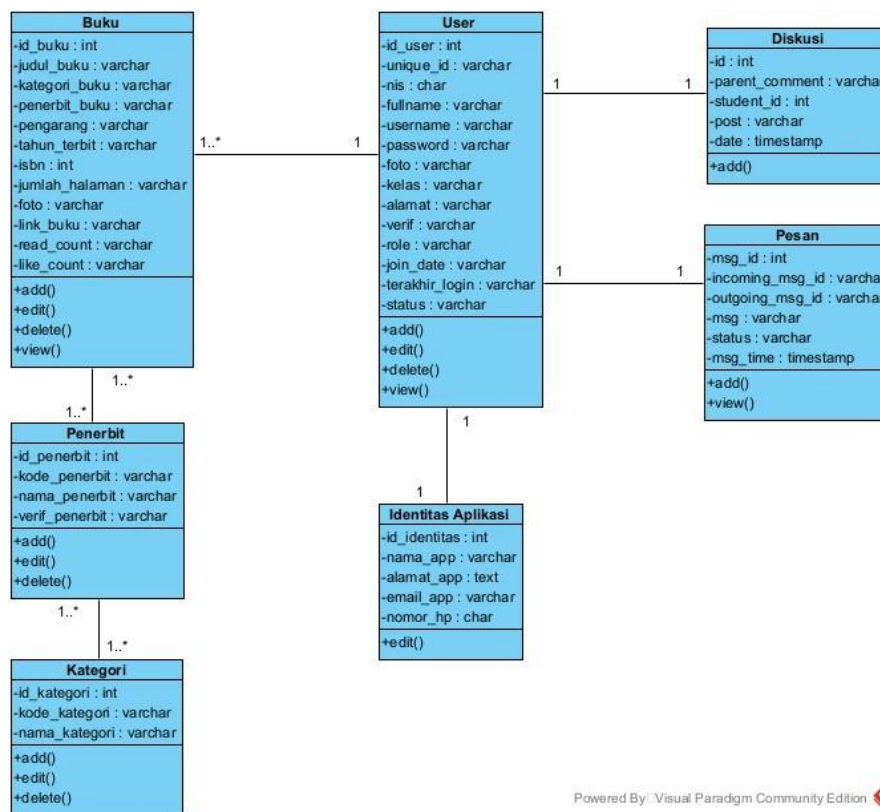 Buku
-id_buku : int
-judul_buku : varchar
-kategori_buku : varchar
-penerbit_buku : varchar
-pengarang : varchar
-tahun_terbit : varchar
-isbn : int
-jumlah_halaman : varchar
-foto : varchar
-link_buku : varchar
-read_count : varchar
-like_count : varchar
+add()
+edit()
+delete()
+view()
1..*
1
User
-id_user : int
-unique_id : varchar
-nis : char
-fullname : varchar
-username : varchar
-password : varchar
-foto : varchar
-kelas : varchar
-alamat : varchar
-verif : varchar
-role : varchar
-join_date : varchar
-terakhir_login : varchar
-status : varchar
+add()
+edit()
+delete()
+view()
1
1
Diskusi
-id : int
-parent_comment : varchar
-student_id : int
-post : varchar
-date : timestamp
+add()
1
1
Pesan
-msg_id : int
-incoming_msg_id : varcha
-outgoing_msg_id : varcha
-msg : varchar
-status : varchar
-msg_time : timestamp
+add()
+view()
1..*
1..*
Penerbit
-id_penerbit : int
-kode_penerbit : varchar
-nama_penerbit : varchar
-verif_penerbit : varchar
+add()
+edit()
+delete()
1
1
Identitas Aplikasi
-id_identitas : int
-nama_app : varchar
-alamat_app : text
-email_app : varchar
-nomor_hp : char
+edit()
1..*
1..*
Kategori
-id_kategori : int
-kode_kategori : varchar
-nama_kategori : varchar
+add()
+edit()
+delete()
Powered By Visual Paradigm Community Edition